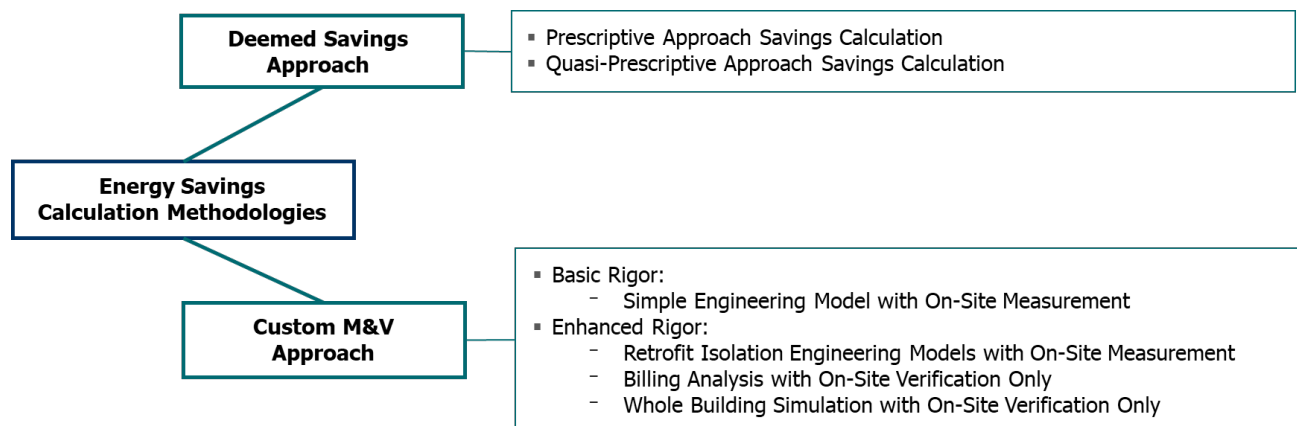 Deemed Savings
Approach
▪ Prescriptive Approach Savings Calculation
▪ Quasi-Prescriptive Approach Savings Calculation
Energy Savings
Calculation Methodologies
Custom M&V
Approach
▪ Basic Rigor:
– Simple Engineering Model with On-Site Measurement
▪ Enhanced Rigor:
– Retrofit Isolation Engineering Models with On-Site Measurement
– Billing Analysis with On-Site Verification Only
– Whole Building Simulation with On-Site Verification Only